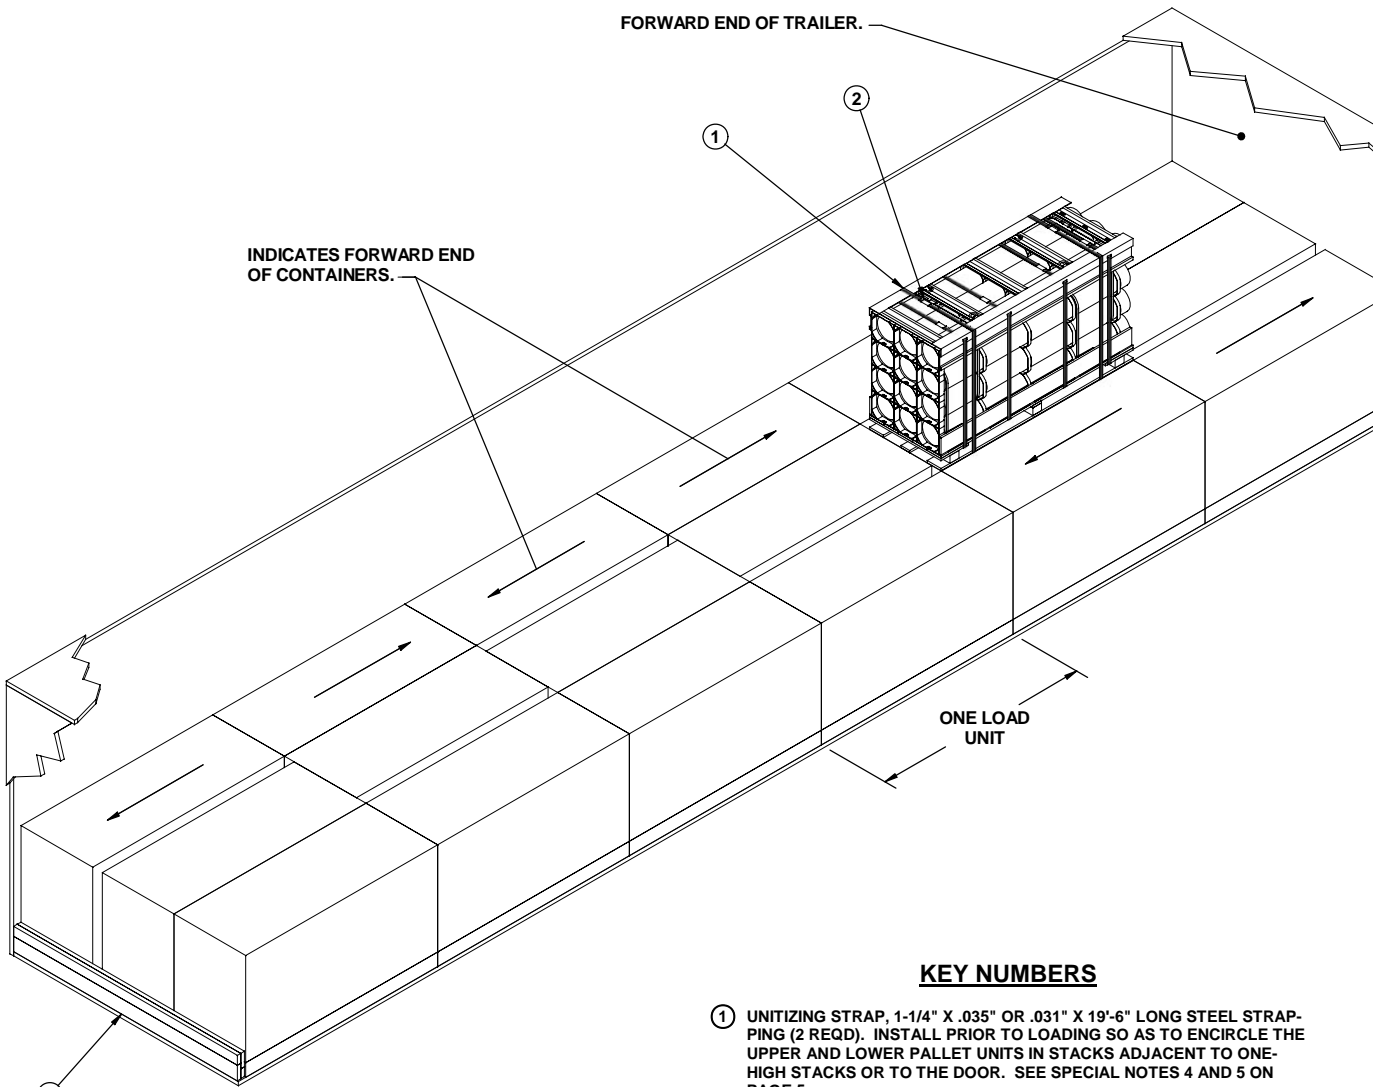 FORWARD END OF TRAILER.
2
1
INDICATES FORWARD END
OF CONTAINERS.
ONE LOAD
UNIT
KEY NUMBERS
1 UNITIZING STRAP, 1-1/4" X .035" OR .031" X 19'-6" LONG STEEL STRAP-
PING (2 REQD). INSTALL PRIOR TO LOADING SO AS TO ENCIRCLE THE
UPPER AND LOWER PALLET UNITS IN STACKS ADJACENT TO ONE-
HIGH STACKS OR TO THE DOOR. SEE SPECIAL NOTES 4 AND 5 ON
PAGE 5